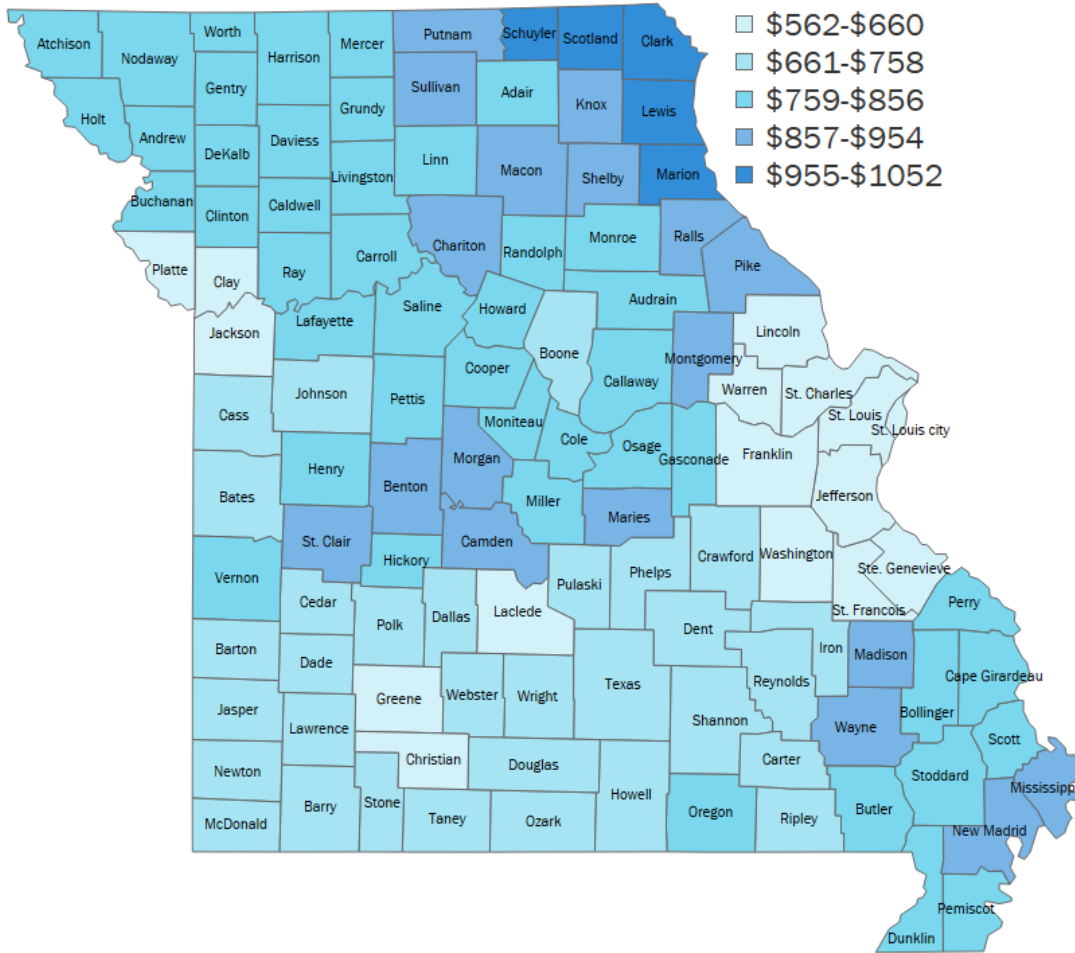 $562-$660
$661-$758
$759-$856
$857-$954
$955-$1052
Atchison
Nodaway
Worth
Harrison
Mercer
Putnam
Schuyler
Scotland
Clark
Holt
Andrew
Gentry
DeKalb
Daviess
Grundy
Sullivan
Adair
Knox
Lewis
Livingston
Linn
Macon
Shelby
Marion
Buchanan
Clinton
Caldwell
Platte
Clay
Ray
Carroll
Chariton
Randolph
Monroe
Ralls
Pike
Jackson
Lafayette
Saline
Howard
Boone
Audrain
Callaway
Montgomery
Lincoln
Warren
St. Charles
St. Louis
St. Louis city
Cass
Johnson
Pettis
Cooper
Moniteau
Cole
Osage
Gasconade
Franklin
Jefferson
Bates
Henry
Benton
Morgan
Miller
Maries
St. Clair
Camden
Hickory
Vernon
Cedar
Polk
Dallas
Laclede
Pulaski
Phelps
Crawford
Washington
Ste. Genevieve
St. Francois
Perry
Barton
Dade
Greene
Webster
Wright
Texas
Dent
Iron
Reynolds
Madison
Cape Girardeau
Bollinger
Jasper
Lawrence
Christian
Douglas
Shannon
Carter
Wayne
Scott
Stoddard
Mississipp
Newton
McDonald
Barry
Stone
Taney
Ozark
Howell
Oregon
Ripley
Butler
New Madrid
Pemiscot
Dunklin